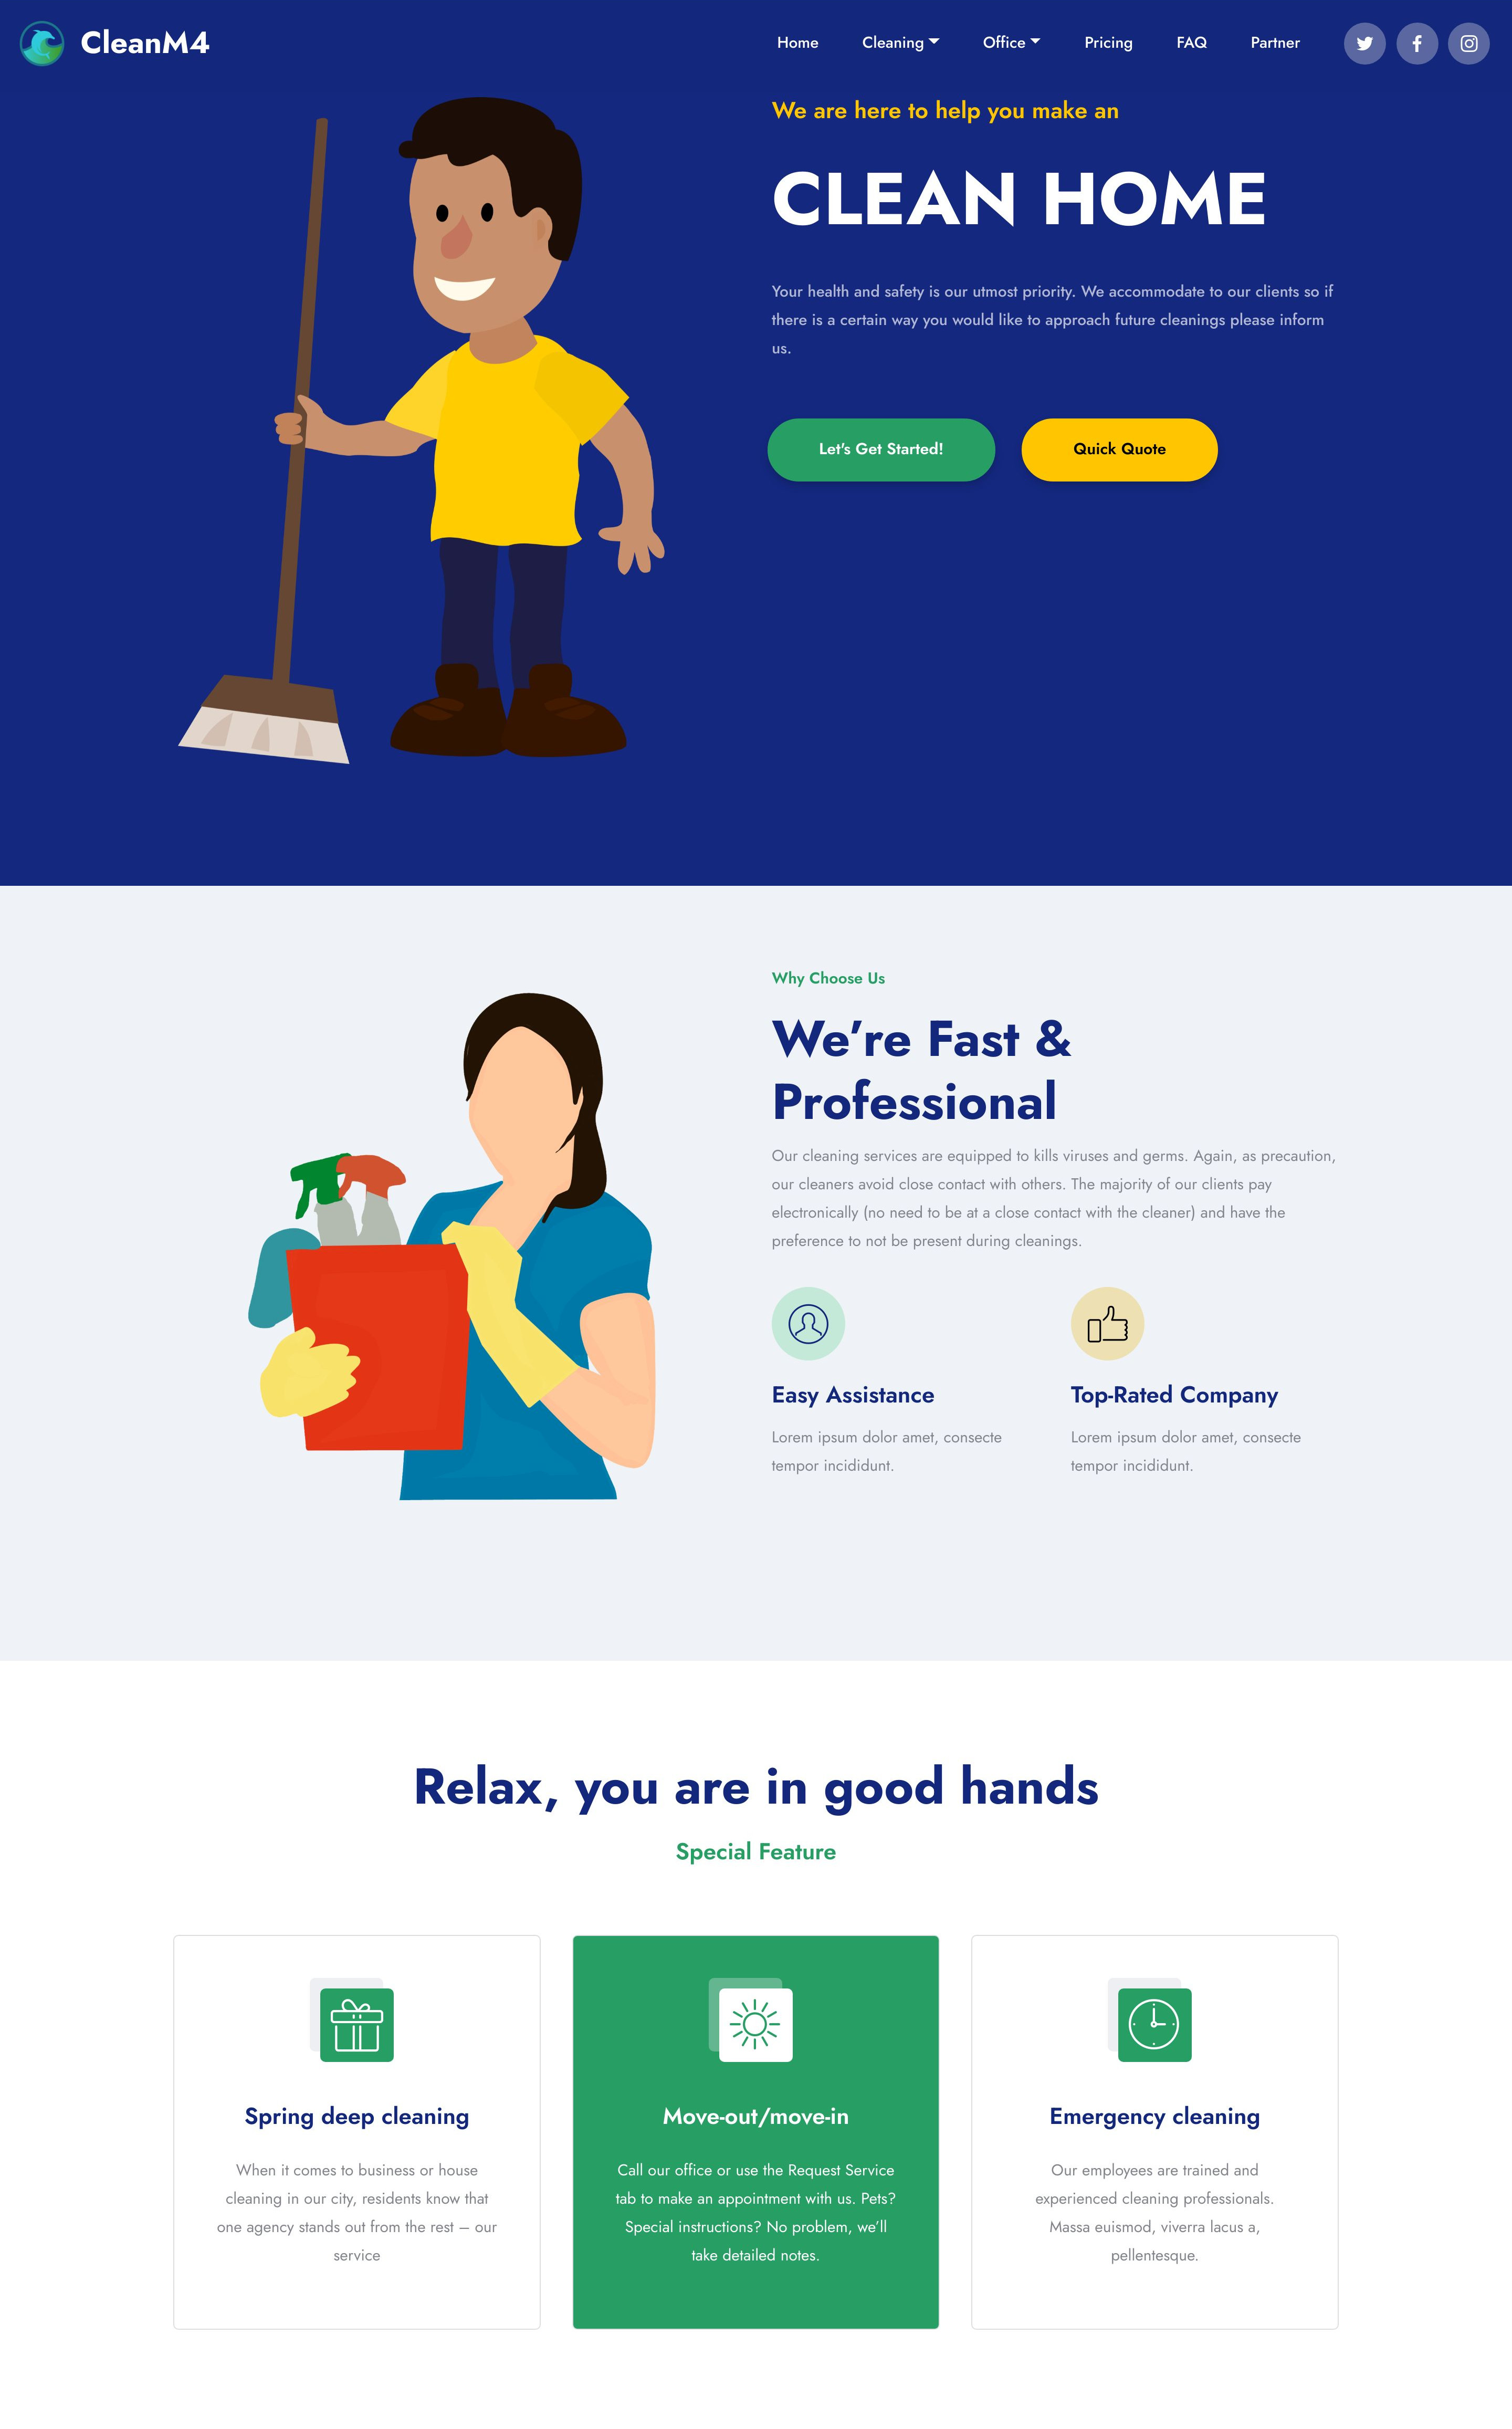 CleanM4
Home
Cleaning
Office
Pricing
FAQ
Partner
We are here to help you make an
CLEAN HOME
Your health and safety is our utmost priority. We accommodate to our clients so if
there is a certain way you would like to approach future cleanings please inform
us.
Let's Get Started!
Quick Quote
Why Choose Us
We’re Fast &
Professional
Our cleaning services are equipped to kills viruses and germs. Again, as precaution,
our cleaners avoid close contact with others. The majority of our clients pay
electronically (no need to be at a close contact with the cleaner) and have the
preference to not be present during cleanings.
Easy Assistance
Lorem ipsum dolor amet, consecte
tempor incididunt.
Top-Rated Company
Lorem ipsum dolor amet, consecte
tempor incididunt.
Relax, you are in good hands
Special Feature
Spring deep cleaning
When it comes to business or house
cleaning in our city, residents know that
one agency stands out from the rest – our
service
Move-out/move-in
Call our office or use the Request Service
tab to make an appointment with us. Pets?
Special instructions? No problem, we’ll
take detailed notes.
Emergency cleaning
Our employees are trained and
experienced cleaning professionals.
Massa euismod, viverra lacus a,
pellentesque.